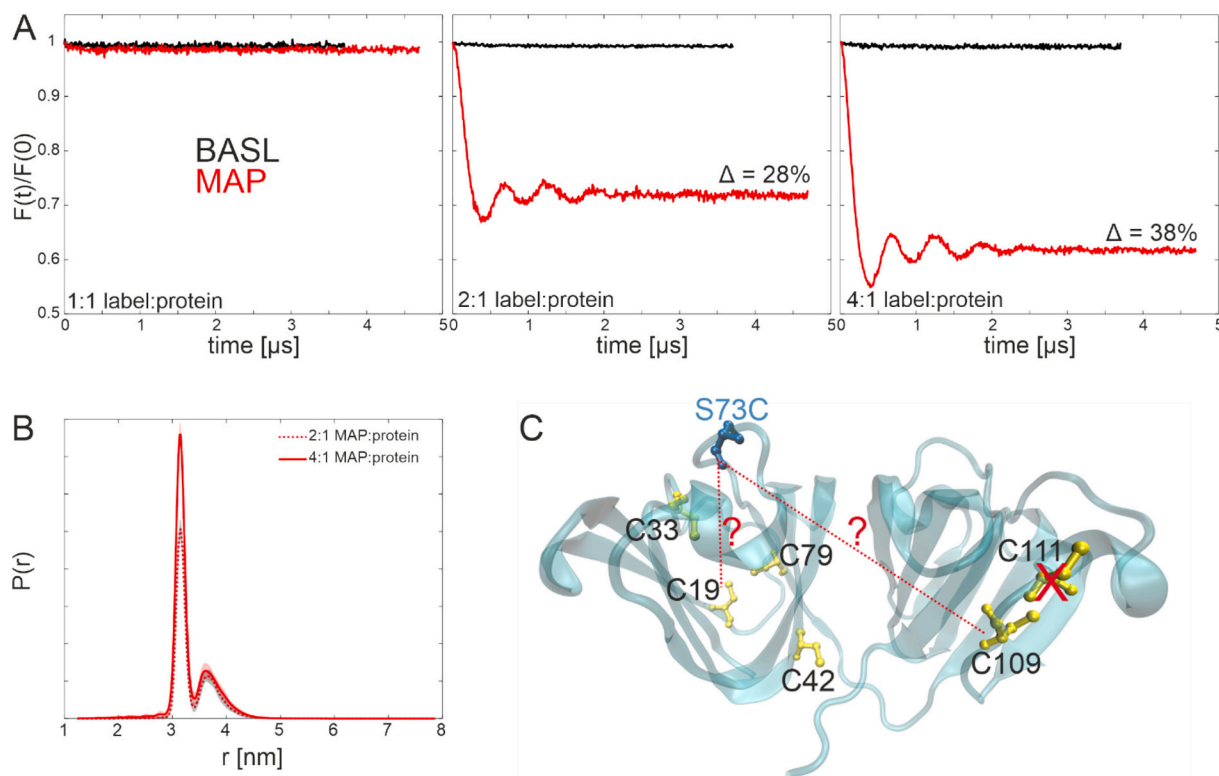 A
F(t)/F(0)
1
0.9
0.8
0.7
0.6
0.5
BASL
MAP
1:1 label:protein
0
1
2
3
4
5
time [µs]
Δ = 28%
2:1 label:protein
0
1
2
3
4
5
time [µs]
Δ = 38%
4:1 label:protein
0
1
2
3
4
5
time [µs]
B
P(r)
2:1 MAP:protein
4:1 MAP:protein
1
2
3
4
5
6
7
8
r [nm]
C
S73C
C33
?
C79
C19
C42
?
C111
X
C109